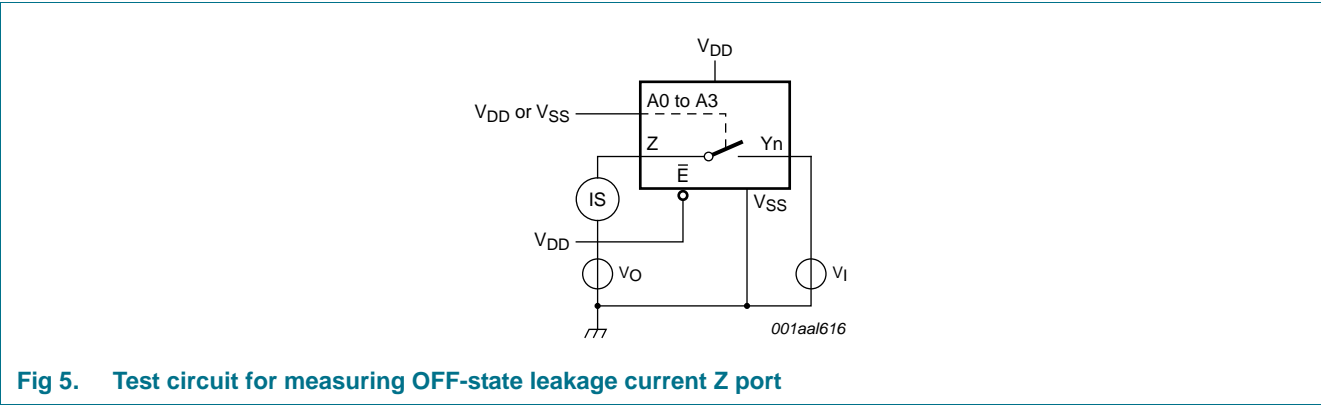 VDD
VDD or VSS
A0 to A3
Z
Yn
E̅
IS
VSS
VDD
VO
VI
001aal616
Fig 5. Test circuit for measuring OFF-state leakage current Z port